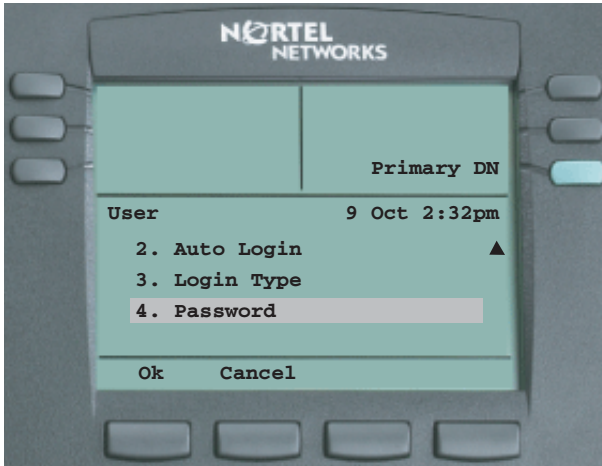 NORTEL
NETWORKS
Primary DN
User 9 Oct 2:32pm
2. Auto Login
3. Login Type
4. Password
Ok Cancel